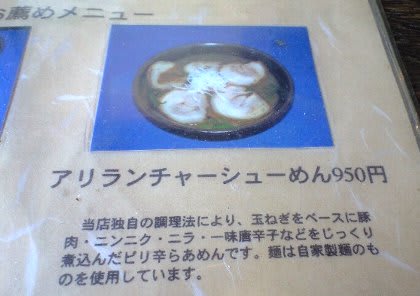 薦めメニュー
アリランチャーシューめん950円
当店独自の調理法により、玉ねぎをベースに豚
肉・ニンニク・ニラ・一味唐辛子などをじっくり
煮込んだピリ辛らあめんです。麺は自家製麺のも
のを使用しています。